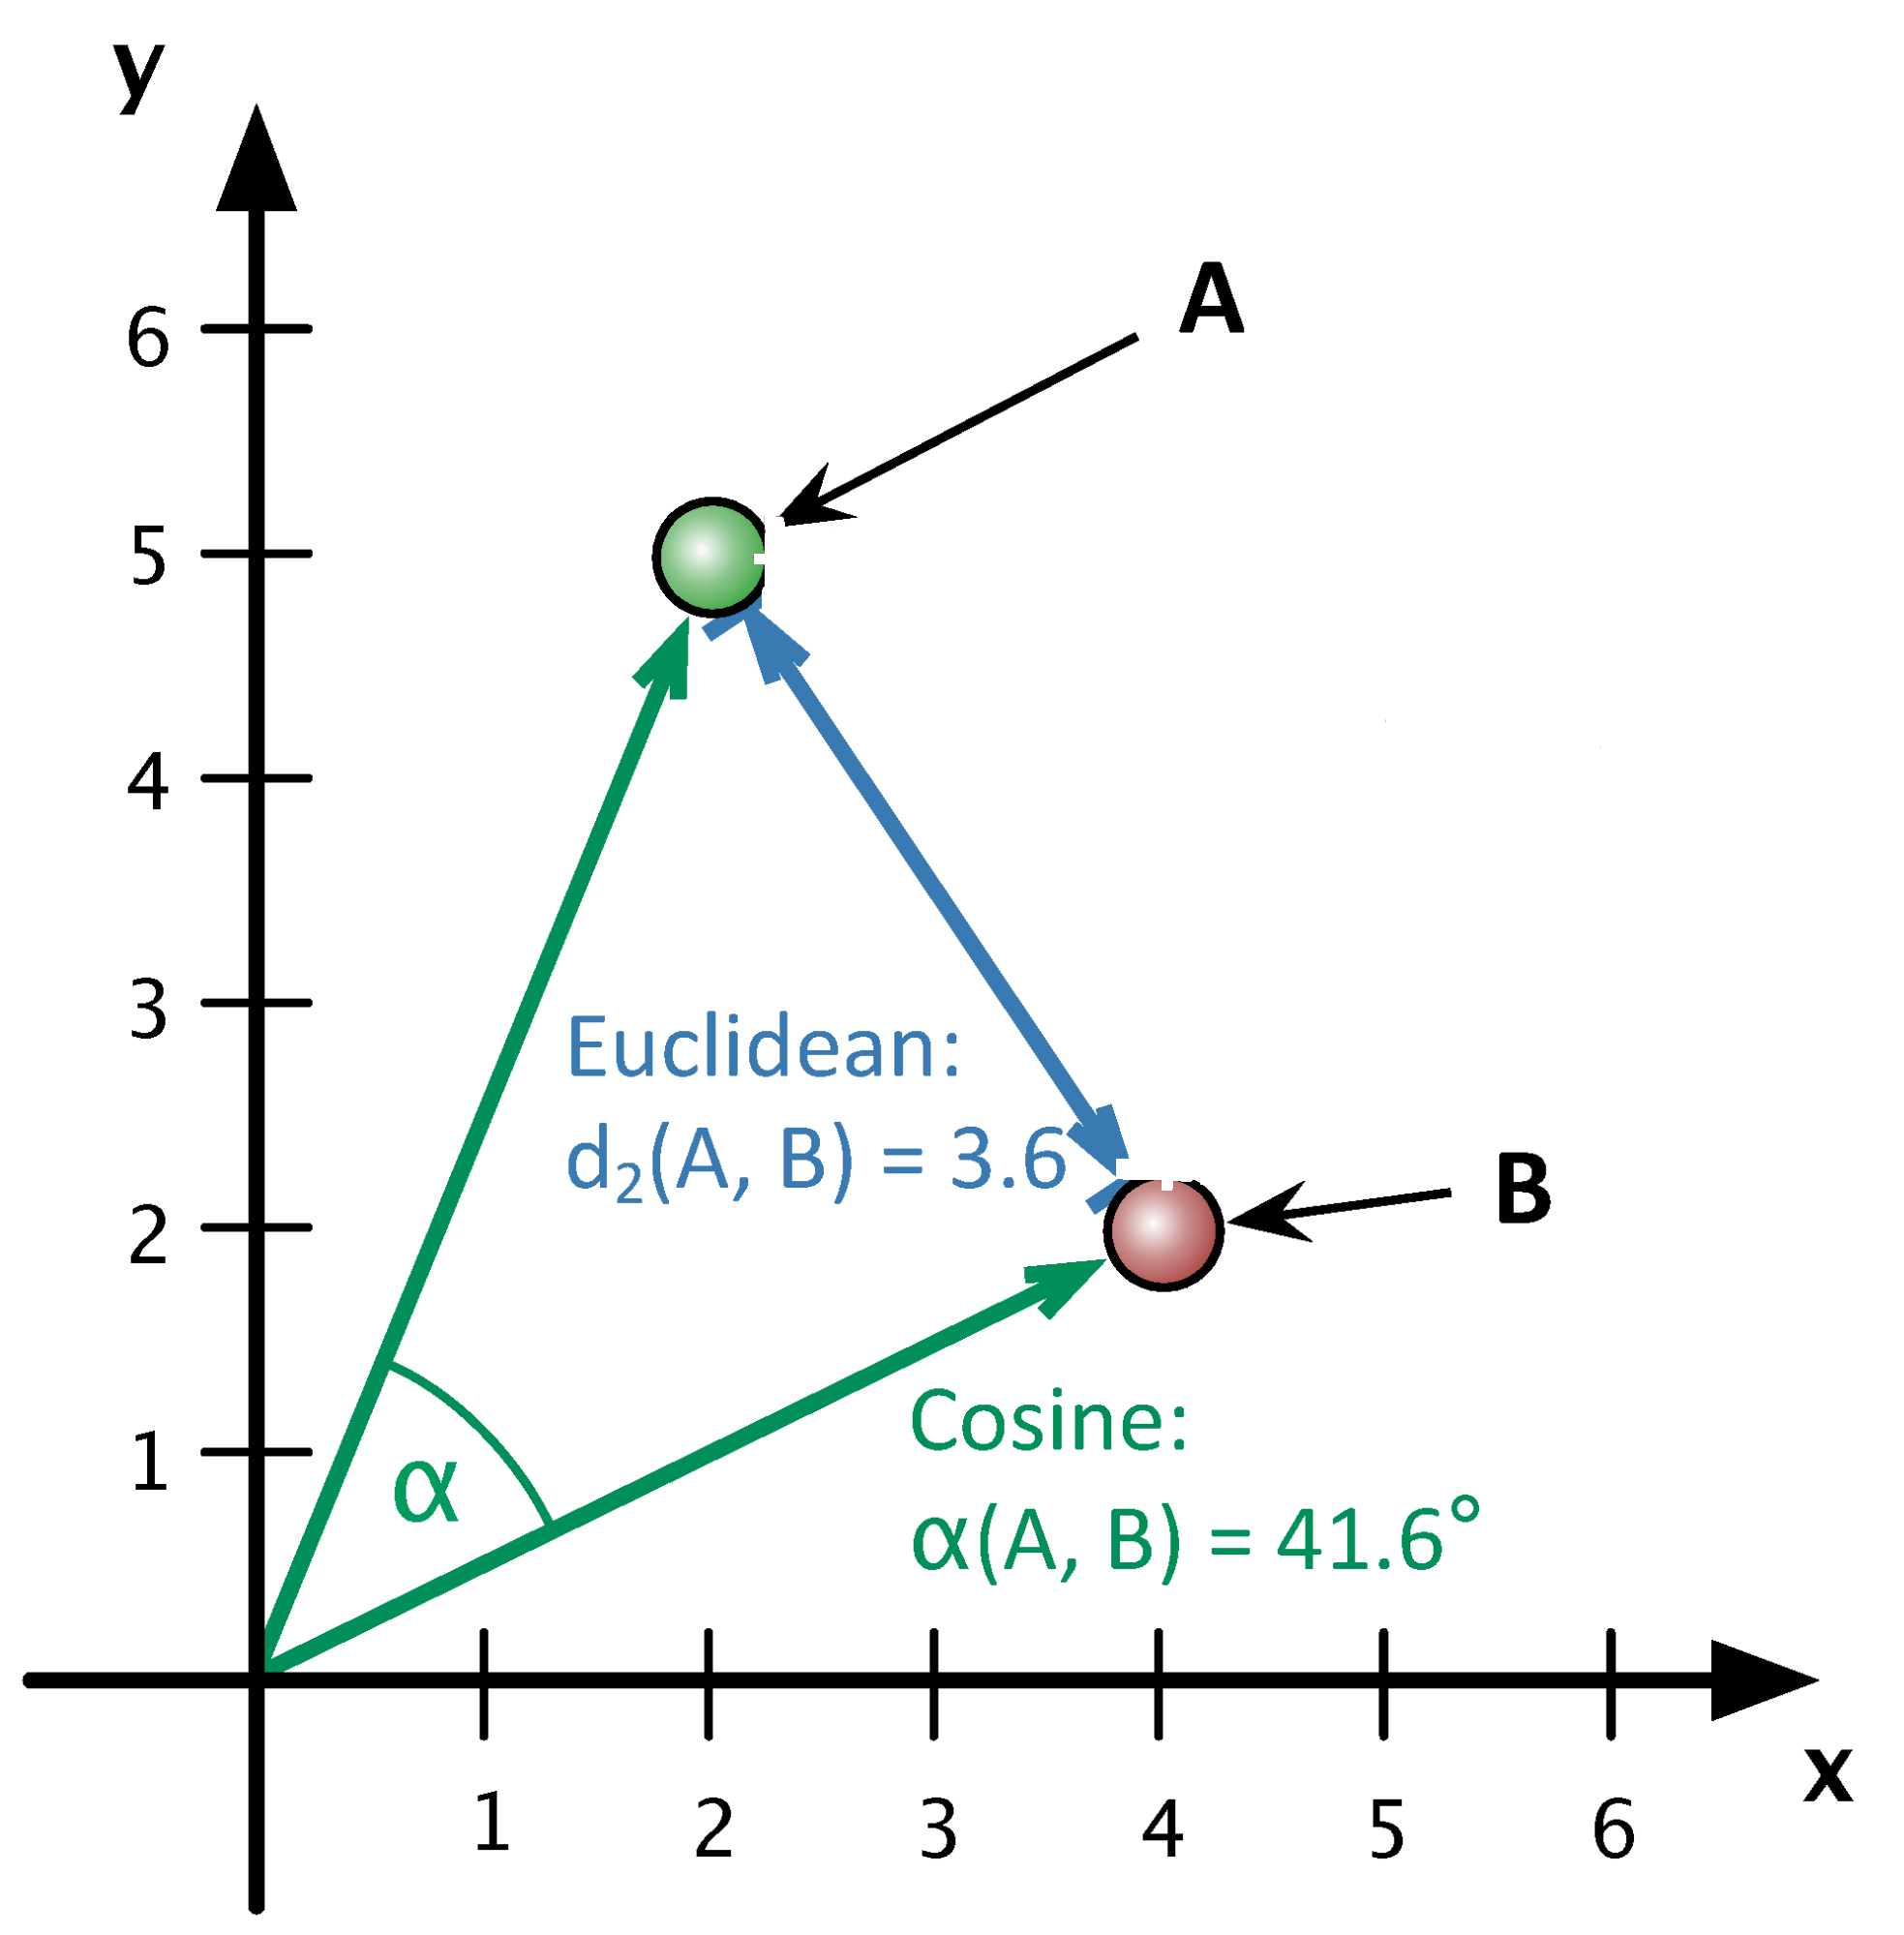 y
6
A
5
4
3
Euclidean:
d₂(A, B) = 3.6
B
2
Cosine:
1
α
α(A, B) = 41.6°
x
1 2 3 4 5 6